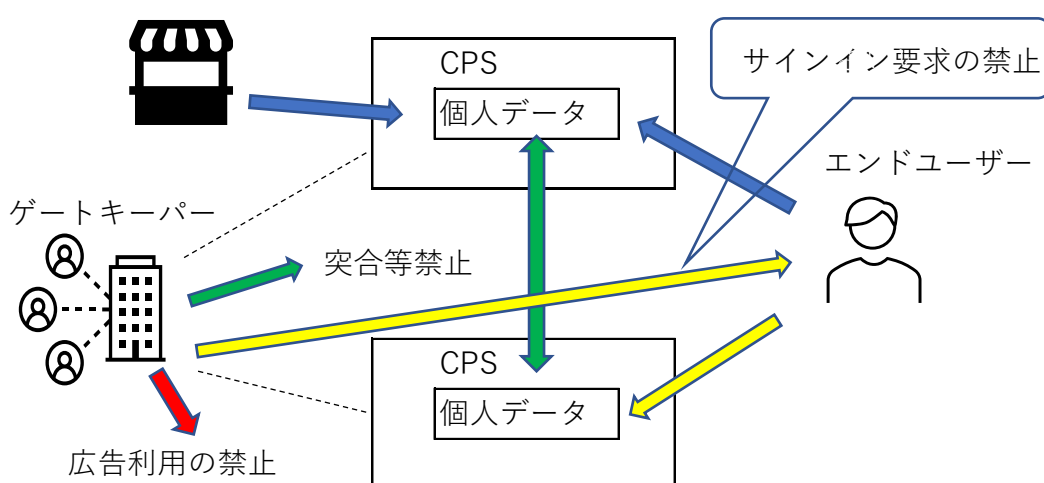 CPS
個人データ
サインイン要求の禁止
エンドユーザー
ゲートキーパー
突合等禁止
CPS
個人データ
広告利用の禁止